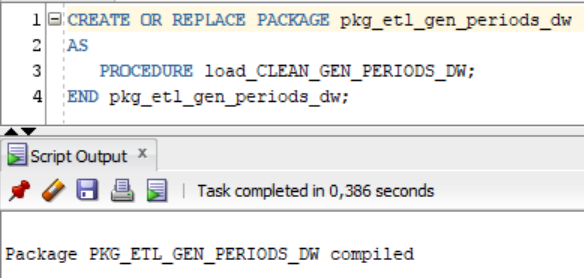 1 CREATE OR REPLACE PACKAGE pkg_etl_gen_periods_dw
2 AS
3 PROCEDURE load_CLEAN_GEN_PERIODS_DW;
4 END pkg_etl_gen_periods_dw;
Script Output x
Task completed in 0,386 seconds
Package PKG_ETL_GEN_PERIODS_DW compiled